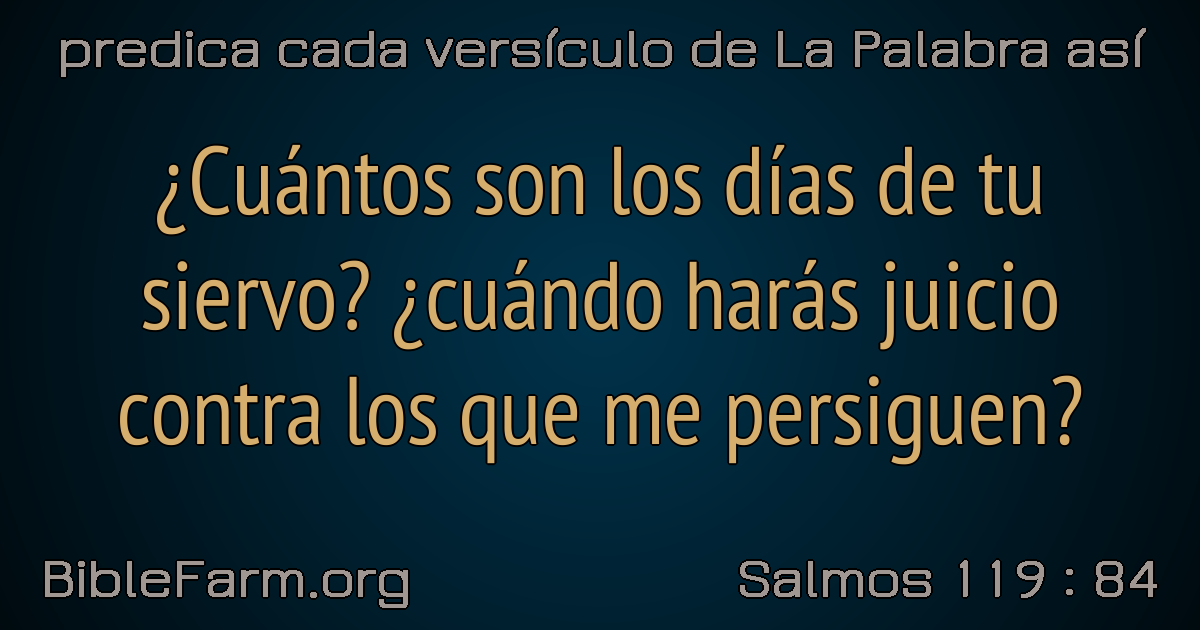 predica cada versículo de La Palabra así
¿Cuántos son los días de tu
siervo? ¿cuándo harás juicio
contra los que me persiguen?
BibleFarm.org
Salmos 119 : 84